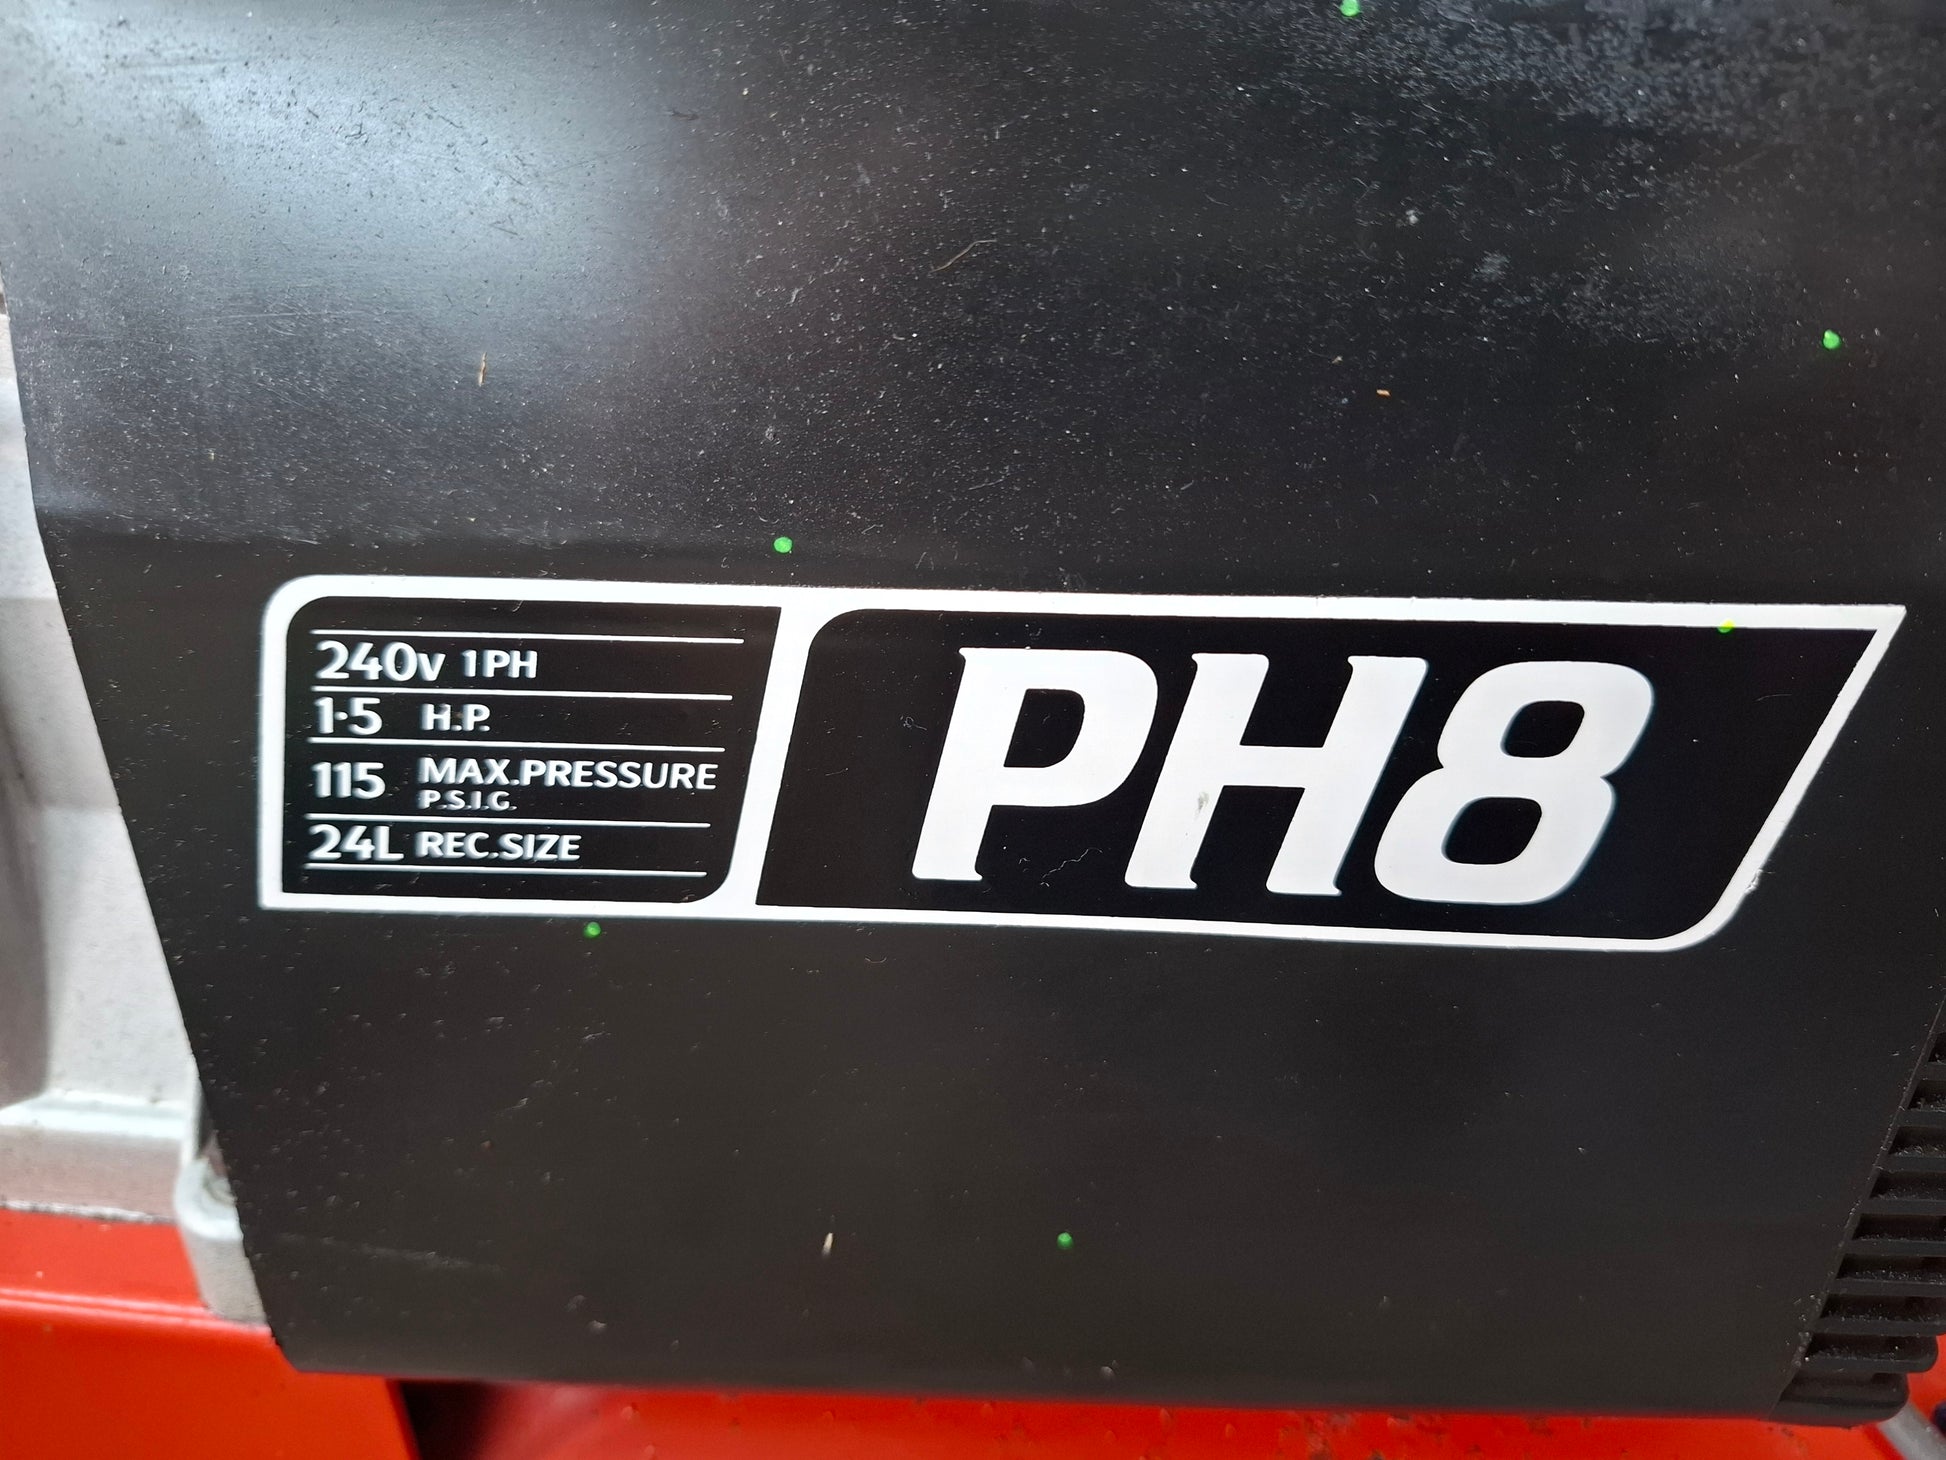 240v 1PH
1·5 H.P.
115 MAX.PRESSURE
P.S.I.G.
24L REC.SIZE
PH8